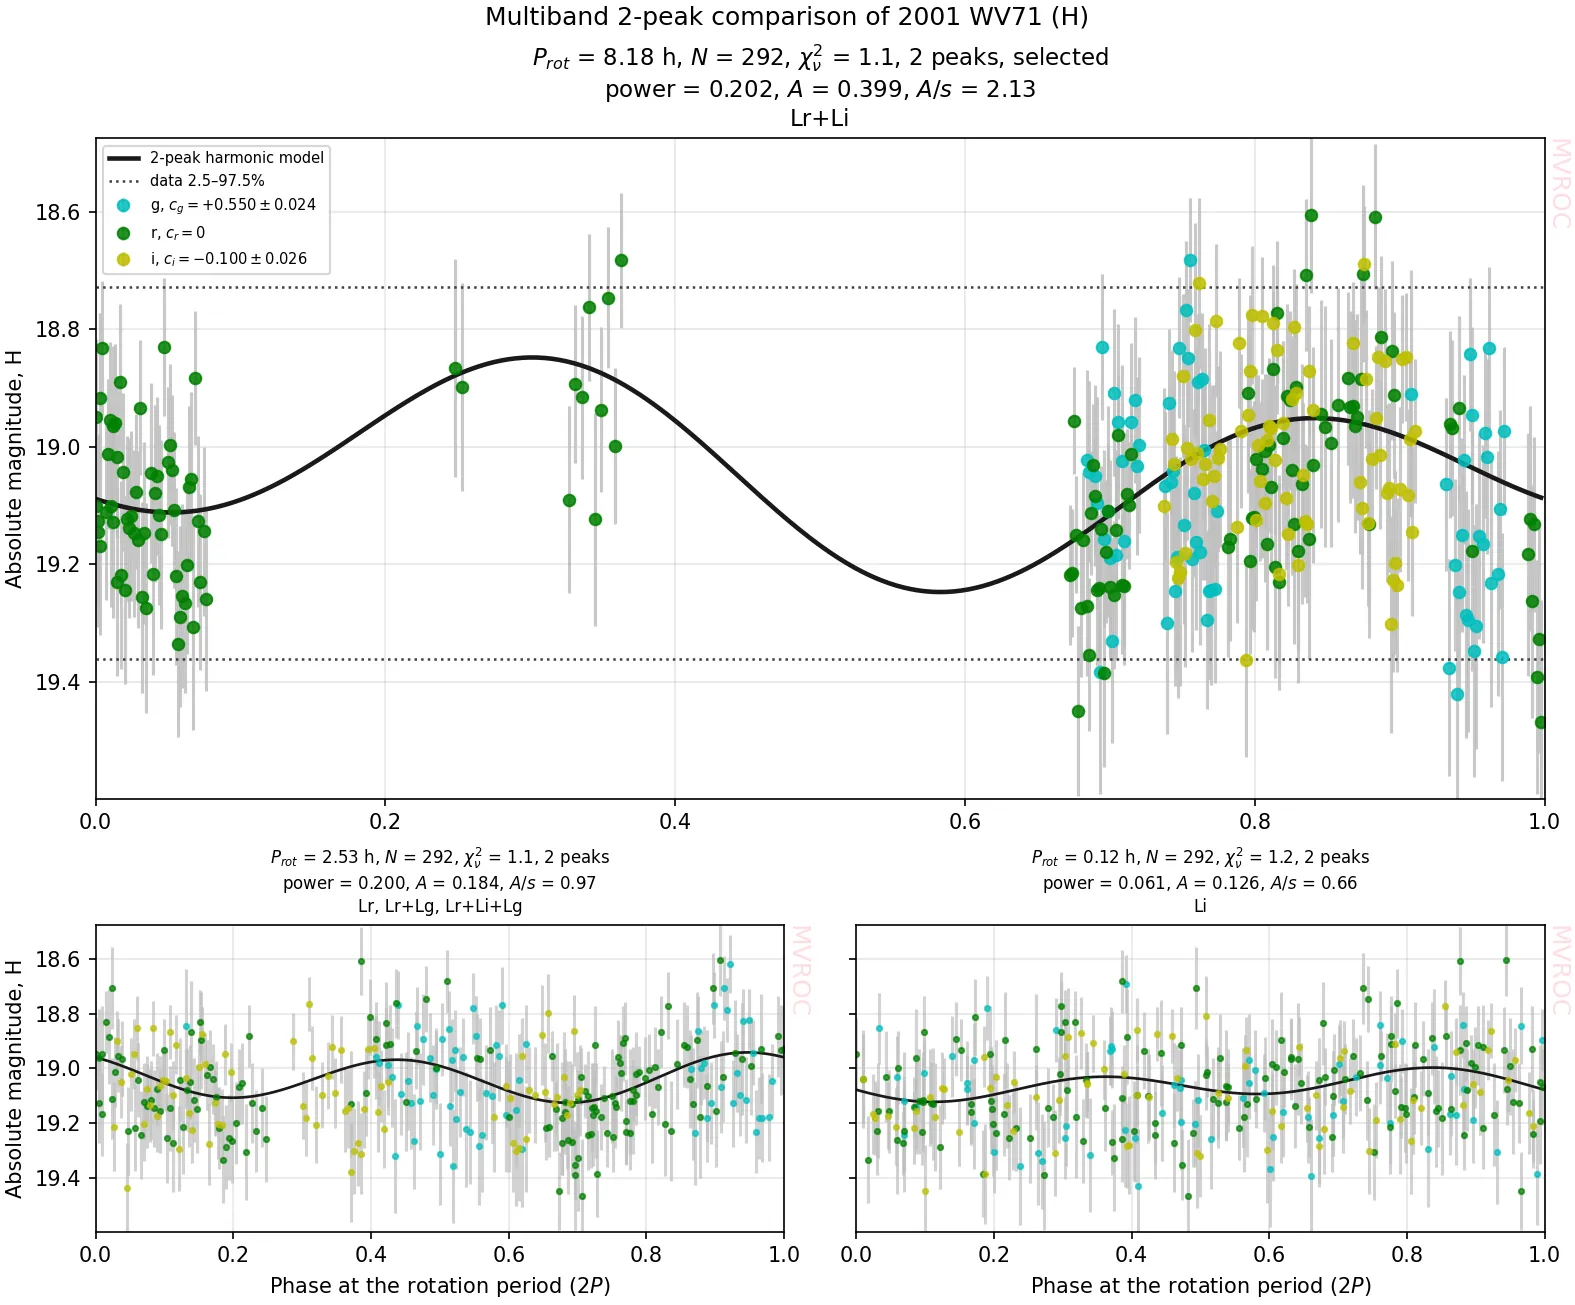 Multiband 2-peak comparison of 2001 WV71 (H)
P_rot = 8.18 h, N = 292, χ²_ν = 1.1, 2 peaks, selected
power = 0.202, A = 0.399, A/s = 2.13
Lr+Li
2-peak harmonic model
data 2.5–97.5%
g, c_g = +0.550 ± 0.024
r, c_r = 0
i, c_i = −0.100 ± 0.026
Absolute magnitude, H
18.6
18.8
19.0
19.2
19.4
0.0 0.2 0.4 0.6 0.8 1.0
MVROC
P_rot = 2.53 h, N = 292, χ²_ν = 1.1, 2 peaks
power = 0.200, A = 0.184, A/s = 0.97
Lr, Lr+Lg, Lr+Li+Lg
Absolute magnitude, H
18.6
18.8
19.0
19.2
19.4
0.0 0.2 0.4 0.6 0.8 1.0
Phase at the rotation period (2P)
MVROC
P_rot = 0.12 h, N = 292, χ²_ν = 1.2, 2 peaks
power = 0.061, A = 0.126, A/s = 0.66
Li
0.0 0.2 0.4 0.6 0.8 1.0
Phase at the rotation period (2P)
MVROC